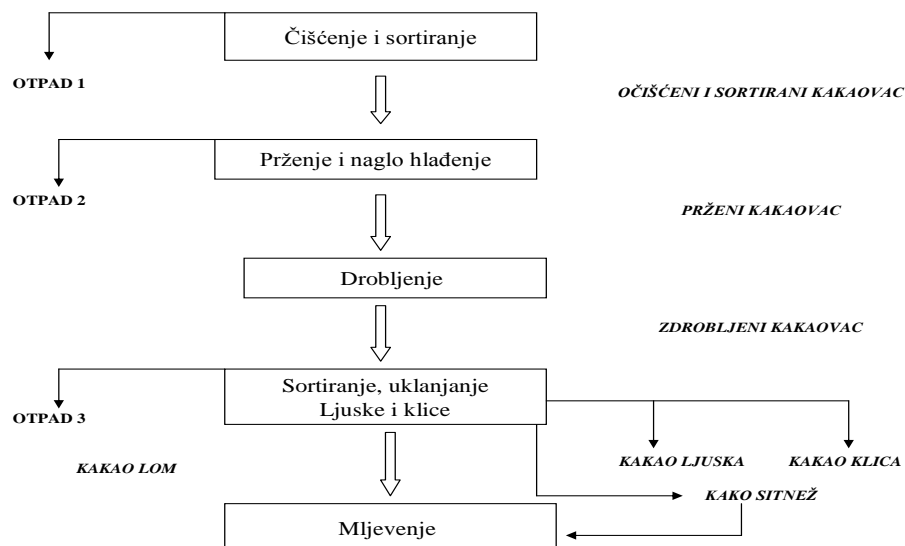 Čišćenje i sortiranje
OTPAD 1
OČIŠĆENI I SORTIRANI KAKAOVAC
Prženje i naglo hlađenje
OTPAD 2
PRŽENI KAKAOVAC
Drobljenje
ZDROBLJENI KAKAOVAC
Sortiranje, uklanjanje
Ljuske i klice
OTPAD 3
KAKAO LOM
KAKAO LJUSKA
KAKAO KLICA
KAKO SITNEŽ
Mljevenje